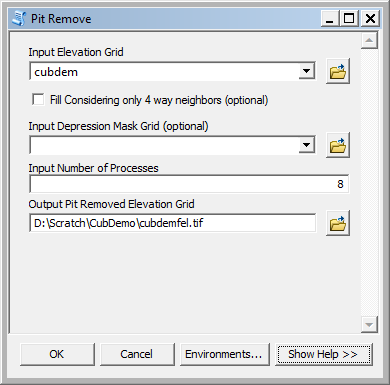 Pit Remove
Input Elevation Grid
cubdem
Fill Considering only 4 way neighbors (optional)
Input Depression Mask Grid (optional)
Input Number of Processes
8
Output Pit Removed Elevation Grid
D:\Scratch\CubDemo\cubdemfel.tif
OK Cancel Environments... Show Help >>